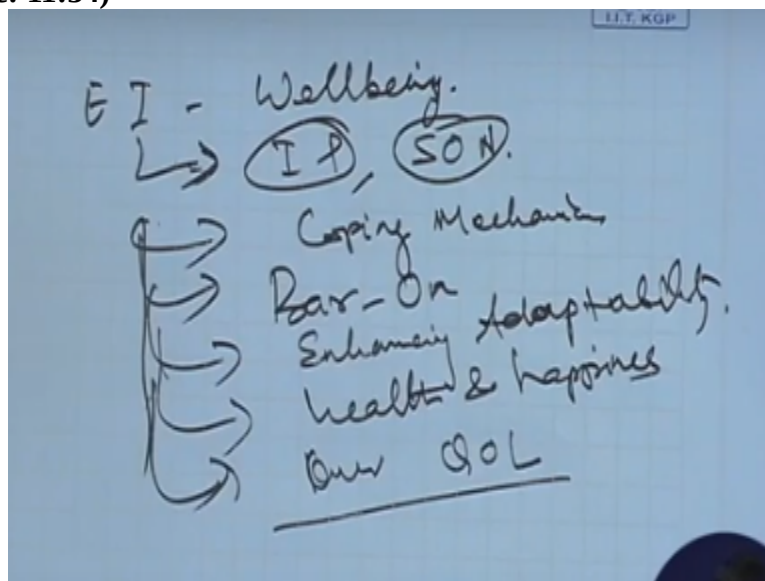 I.I.T. KGP
EI - Wellbeing.
IP, SON.
Coping Mechanism
Bar-On
Enhancing Adaptability.
health & happiness
Our QOL